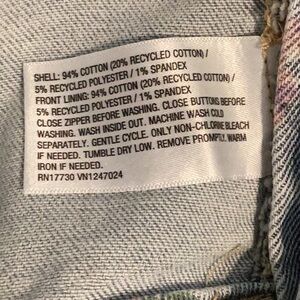 SHELL: 94% COTTON (20% RECYCLED COTTON) /
5% RECYCLED POLYESTER / 1% SPANDEX
FRONT LINING: 94% COTTON (20% RECYCLED COTTON) /
5% RECYCLED POLYESTER / 1% SPANDEX
CLOSE ZIPPER BEFORE WASHING. CLOSE BUTTONS BEFORE
WASHING. WASH INSIDE OUT. MACHINE WASH COLD
SEPARATELY. GENTLE CYCLE. ONLY NON-CHLORINE BLEACH
IF NEEDED. TUMBLE DRY LOW. REMOVE PROMPTLY. WARM
IRON IF NEEDED.
RN17730 VN1247024